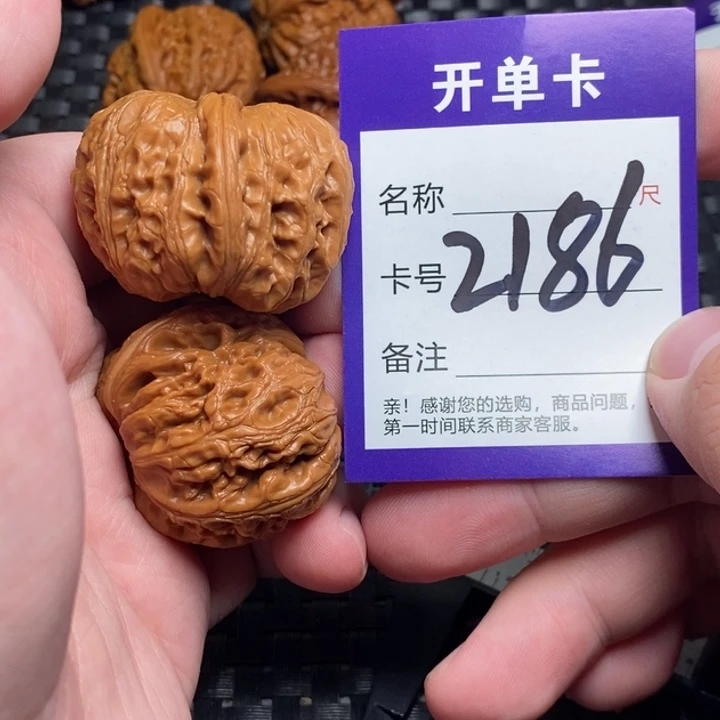 开单卡
名称 尺
卡号 2186
备注
亲！感谢您的选购，商品问题，
第一时间联系商家客服。